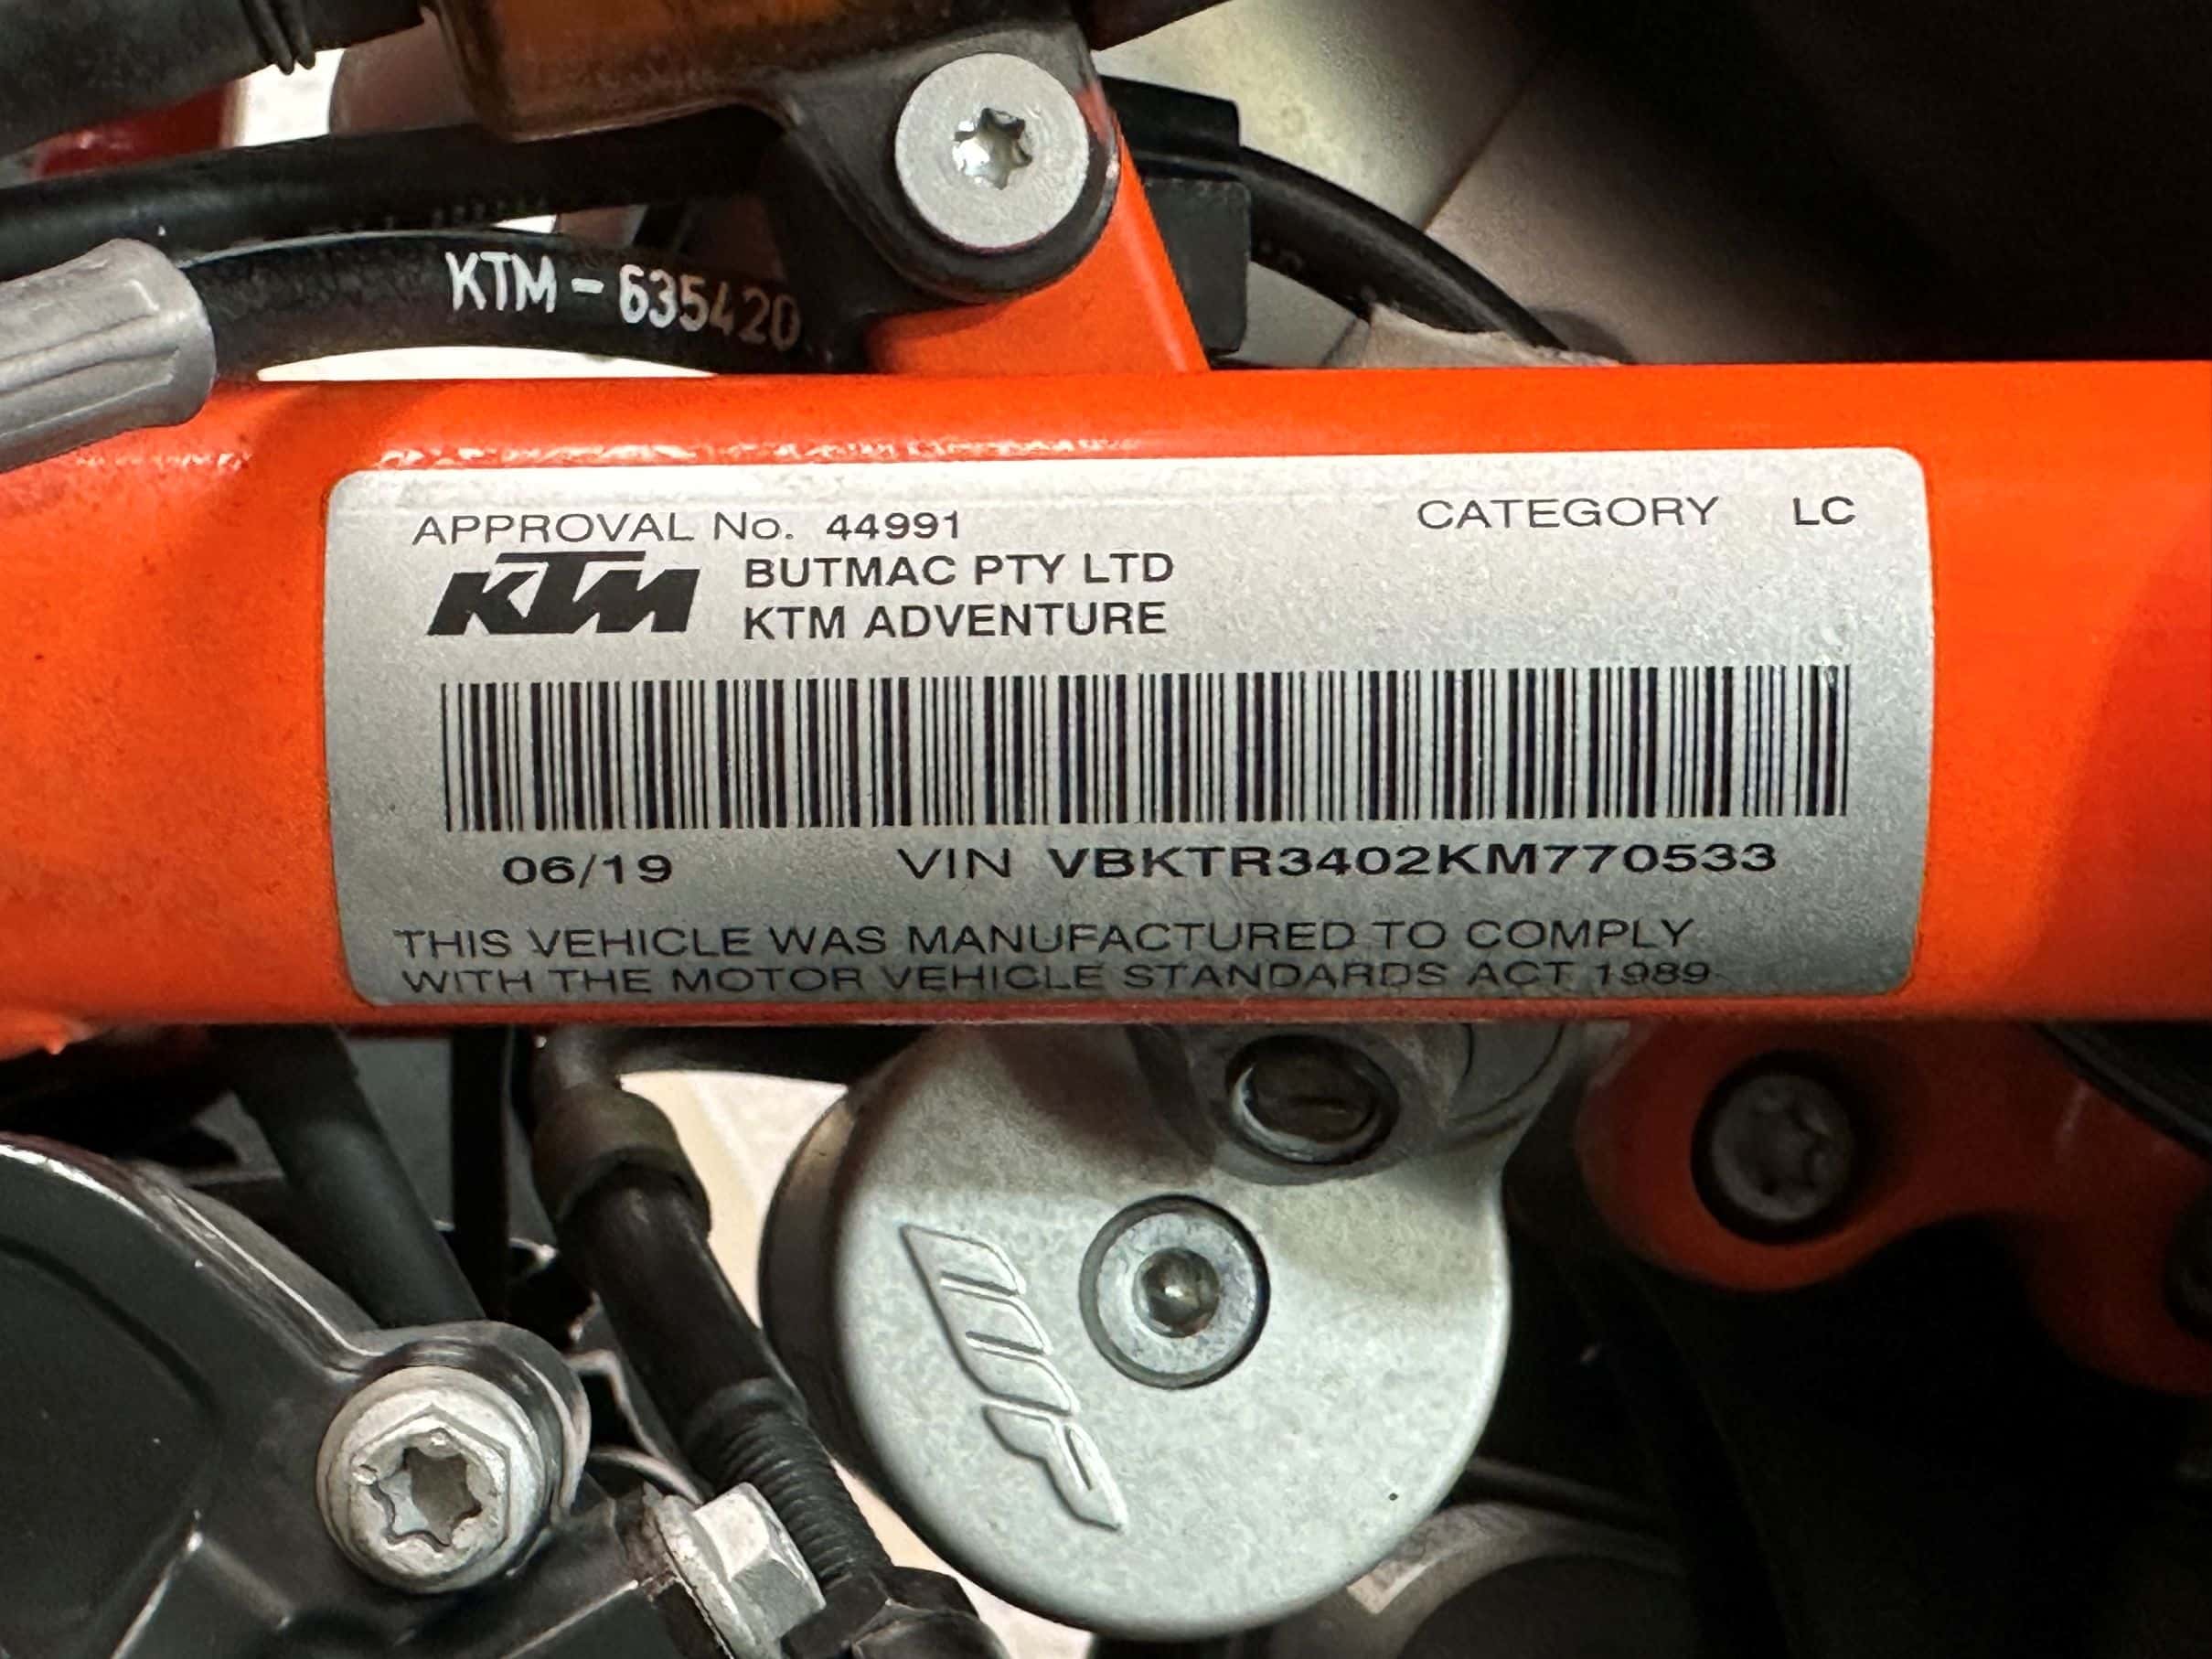 KTM - 635420
APPROVAL No. 44991 CATEGORY LC
KTM BUTMAC PTY LTD
KTM ADVENTURE
06/19 VIN VBKTR3402KM770533
THIS VEHICLE WAS MANUFACTURED TO COMPLY
WITH THE MOTOR VEHICLE STANDARDS ACT 1989
WP